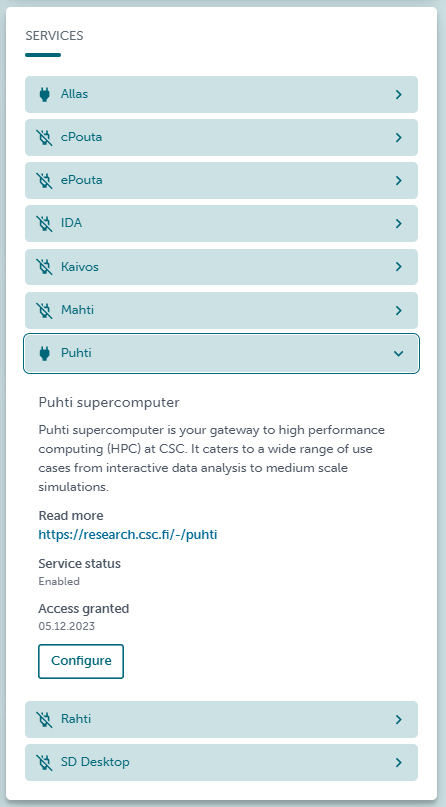 SERVICES
Allas
cPouta
ePouta
IDA
Kaivos
Mahti
Puhti
Puhti supercomputer
Puhti supercomputer is your gateway to high performance
computing (HPC) at CSC. It caters to a wide range of use
cases from interactive data analysis to medium scale
simulations.
Read more
https://research.csc.fi/-/puhti
Service status
Enabled
Access granted
05.12.2023
Configure
Rahti
SD Desktop